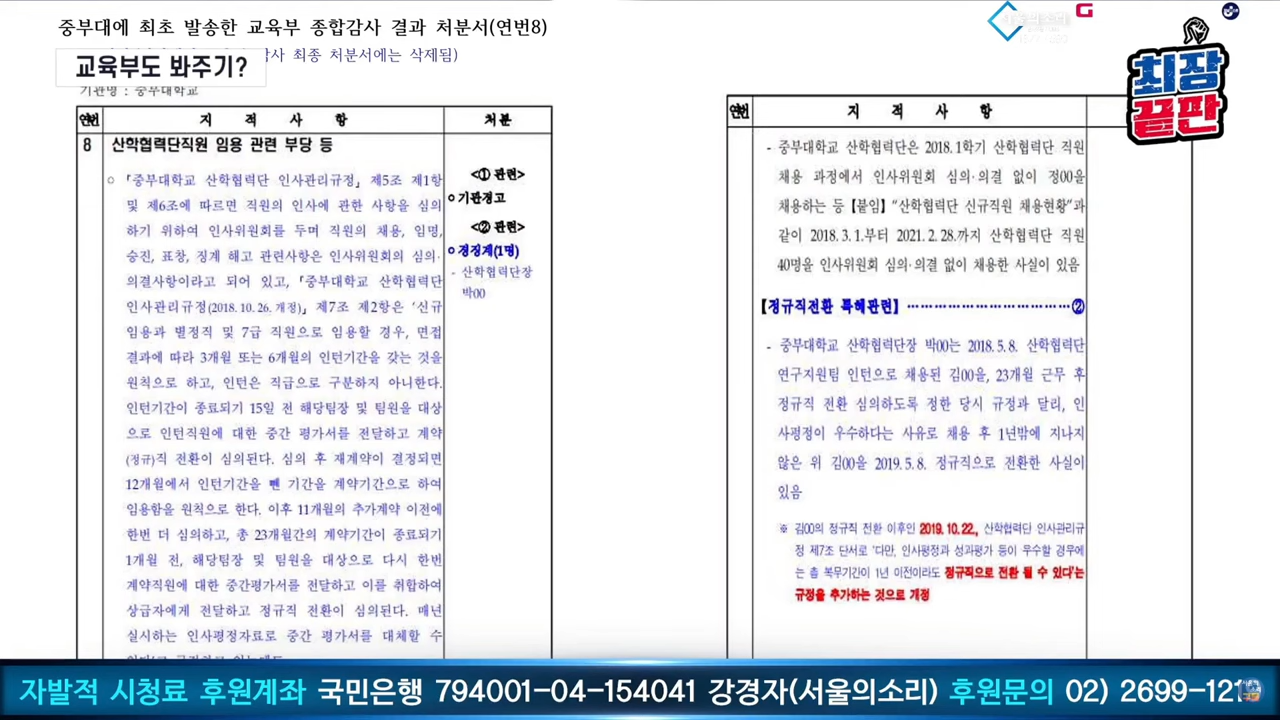 중부대에 최초 발송한 교육부 종합감사 결과 처분서(연번8)
감사 최종 처분서에는 삭제됨)
교육부도 봐주기?
기관명 : 중부대학교
서울의소리
최장
끝판
연번 지 적 사 항 처분
8 산학협력단직원 임용 관련 부당 등
○ 「중부대학교 산학협력단 인사관리규정」 제5조 제1항
및 제6조에 따르면 직원의 인사에 관한 사항을 심의
하기 위하여 인사위원회를 두며 직원의 채용, 임명,
승진, 표창, 징계 해고 관련사항은 인사위원회의 심의·
의결사항이라고 되어 있고, 「중부대학교 산학협력단
인사관리규정(2018. 10. 26. 개정)」 제7조 제2항은 '신규
임용과 별정직 및 7급 직원으로 임용할 경우, 면접
결과에 따라 3개월 또는 6개월의 인턴기간을 갖는 것을
원칙으로 하고, 인턴은 직급으로 구분하지 아니한다.
인턴기간이 종료되기 15일 전 해당팀장 및 팀원을 대상
으로 인턴직원에 대한 중간 평가서를 전달하고 계약
(정규)직 전환이 심의된다. 심의 후 재계약이 결정되면
12개월에서 인턴기간을 뺀 기간을 계약기간으로 하여
임용함을 원칙으로 한다. 이후 11개월의 추가계약 이전에
한번 더 심의하고, 총 23개월간의 계약기간이 종료되기
1개월 전, 해당팀장 및 팀원을 대상으로 다시 한번
계약직원에 대한 중간평가서를 전달하고 이를 취합하여
상급자에게 전달하고 정규직 전환이 심의된다. 매년
실시하는 인사평정자료로 중간 평가서를 대체할 수
<① 관련>
○ 기관경고
<② 관련>
○ 경징계(1명)
- 산학협력단장
박00
연번 지 적 사 항
- 중부대학교 산학협력단은 2018. 1학기 산학협력단 직원
채용 과정에서 인사위원회 심의·의결 없이 정00을
채용하는 등 【붙임】 "산학협력단 신규직원 채용현황"과
같이 2018. 3. 1.부터 2021. 2. 28.까지 산학협력단 직원
40명을 인사위원회 심의·의결 없이 채용한 사실이 있음
【정규직전환 특혜관련】 ……………………………②
- 중부대학교 산학협력단장 박00는 2018. 5. 8. 산학협력단
연구지원팀 인턴으로 채용된 김00을, 23개월 근무 후
정규직 전환 심의하도록 정한 당시 규정과 달리, 인
사평정이 우수하다는 사유로 채용 후 1년밖에 지나지
않은 위 김00을 2019. 5. 8. 정규직으로 전환한 사실이
있음
※ 김00의 정규직 전환 이후인 2019. 10. 22., 산학협력단 인사관리규
정 제7조 단서로 '다만, 인사평정과 성과평가 등이 우수할 경우에
는 총 복무기간이 1년 이전이라도 정규직으로 전환 될 수 있다'는
규정을 추가하는 것으로 개정
자발적 시청료 후원계좌 국민은행 794001-04-154041 강경자(서울의소리) 후원문의 02) 2699-121